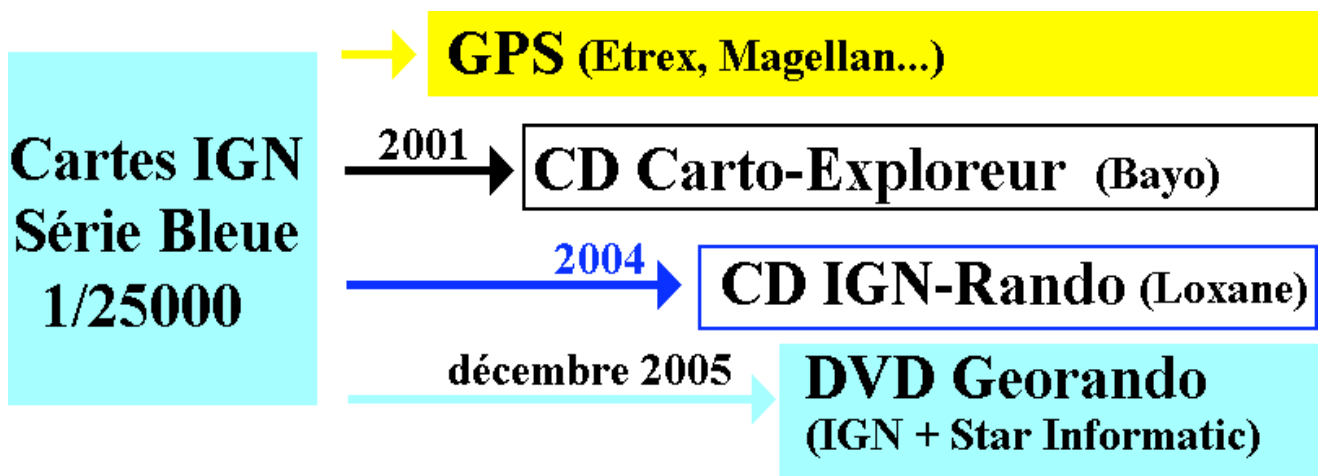 Cartes IGN
Série Bleue
1/25000
GPS (Etrex, Magellan...)
2001
CD Carto-Exploreur (Bayo)
2004
CD IGN-Rando (Loxane)
décembre 2005
DVD Georando
(IGN + Star Informatic)